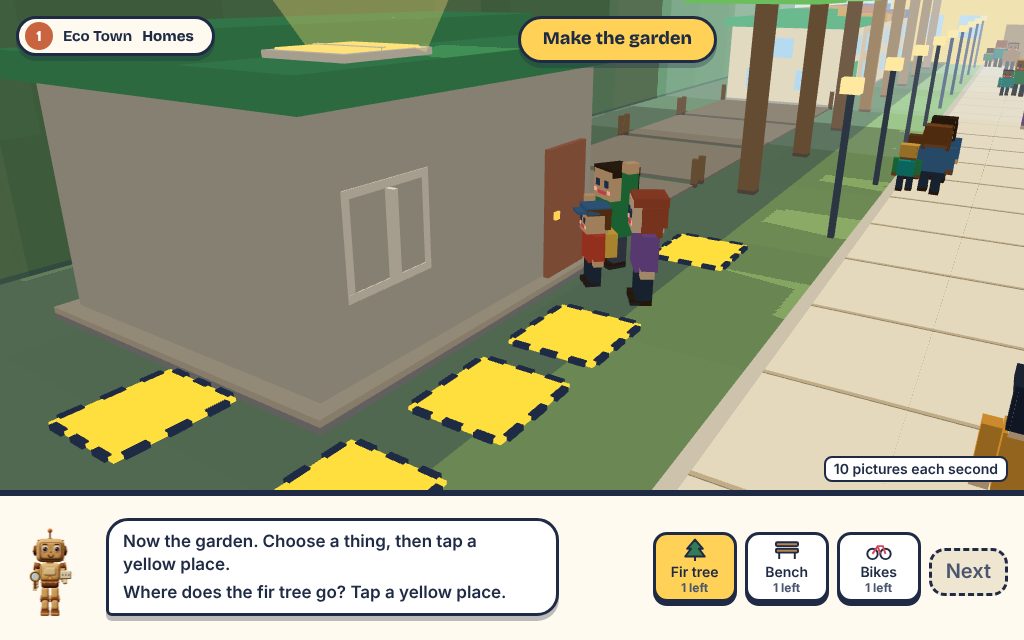 1 Eco Town Homes
Make the garden
10 pictures each second
Now the garden. Choose a thing, then tap a
yellow place.
Where does the fir tree go? Tap a yellow place.
Fir tree
1 left
Bench
1 left
Bikes
1 left
Next